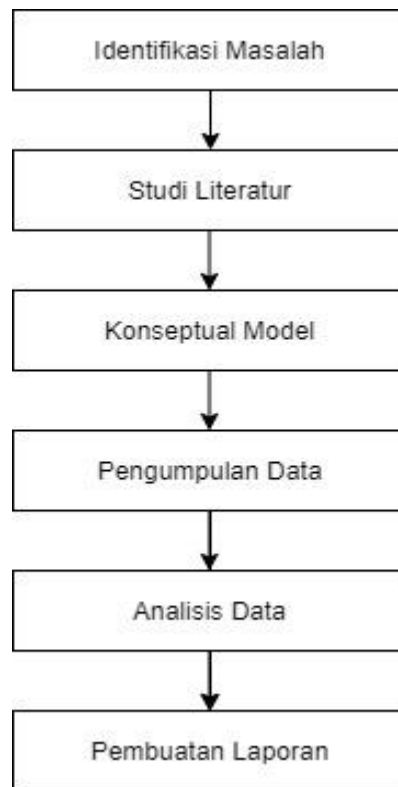 Identifikasi Masalah
Studi Literatur
Konseptual Model
Pengumpulan Data
Analisis Data
Pembuatan Laporan